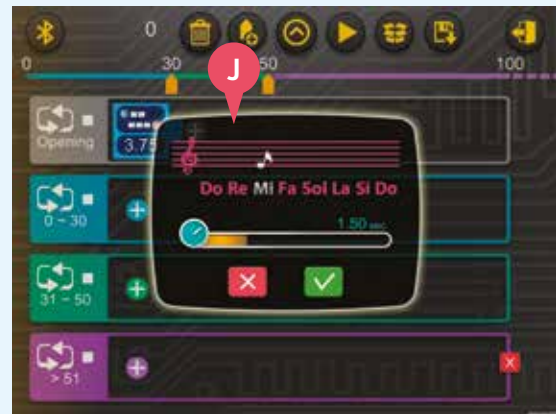 0
0 30 50 100
J
Opening
3.75
Do Re Mi Fa Sol La Si Do
1.50 sec
0 ~ 30
31 ~ 50
> 51